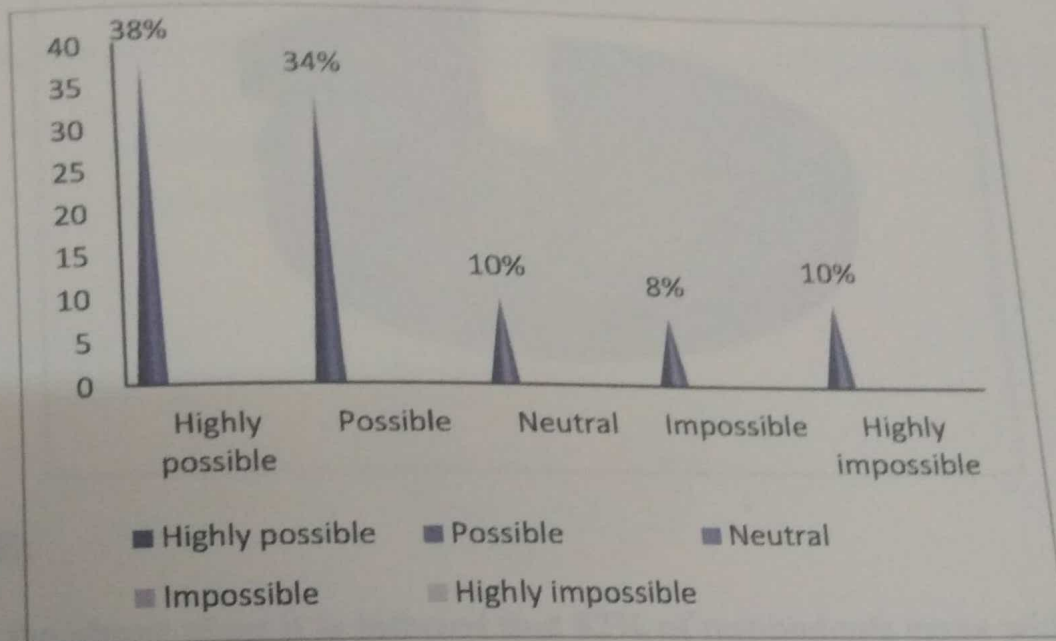 38%
40
34%
35
30
25
20
15
10%
8%
10%
10
5
0
Highly possible
Possible
Neutral
Impossible
Highly impossible
Highly possible
Possible
Neutral
Impossible
Highly impossible